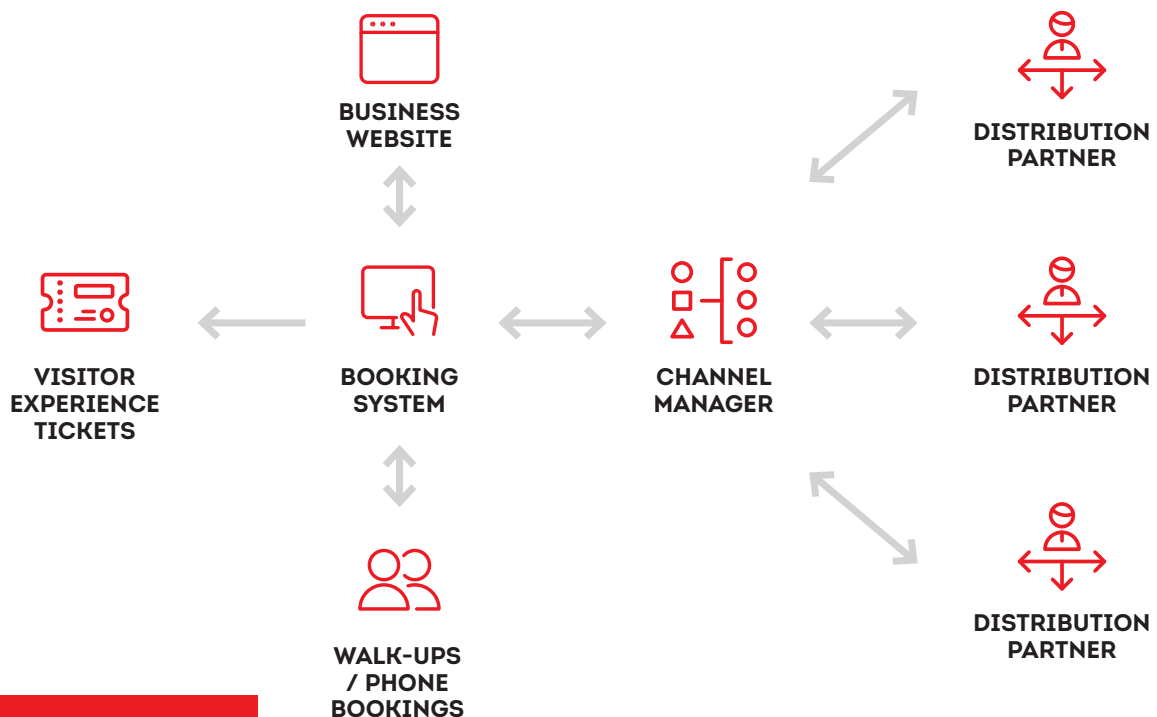 BUSINESS
WEBSITE
DISTRIBUTION
PARTNER
VISITOR
EXPERIENCE
TICKETS
BOOKING
SYSTEM
CHANNEL
MANAGER
DISTRIBUTION
PARTNER
WALK-UPS
/ PHONE
BOOKINGS
DISTRIBUTION
PARTNER